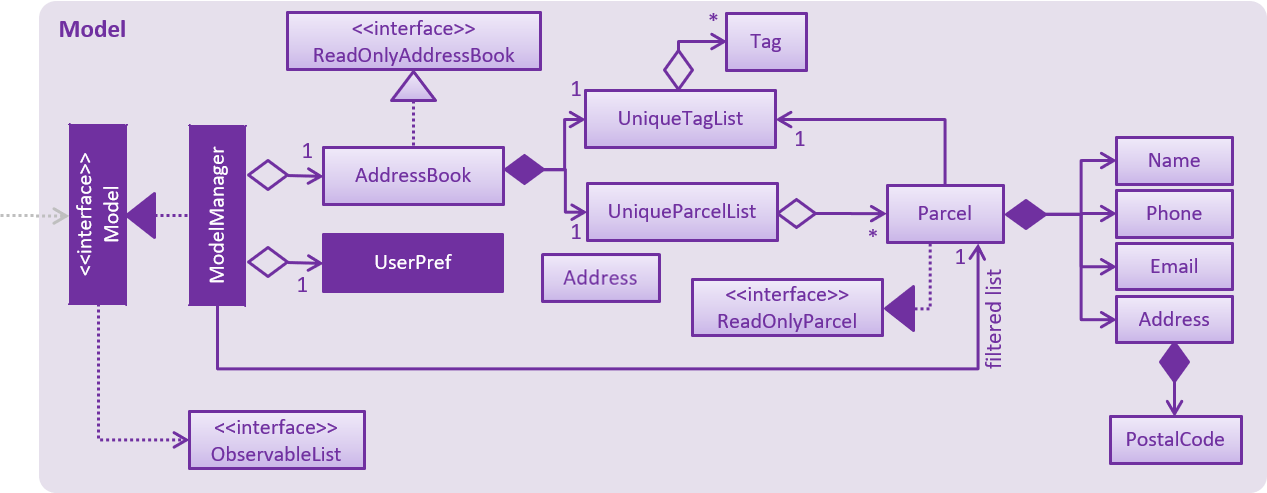 Model
<<interface>>
ReadOnlyAddressBook
*
Tag
1
UniqueTagList
1
<<interface>>
Model
ModelManager
1
AddressBook
UniqueParcelList
1
Parcel
*
Name
Phone
Email
Address
1
UserPref
Address
<<interface>>
ReadOnlyParcel
1
filtered list
<<interface>>
ObservableList
PostalCode